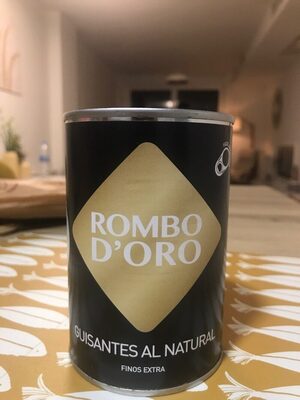 ROMBO
D'ORO
GUISANTES AL NATURAL
FINOS EXTRA